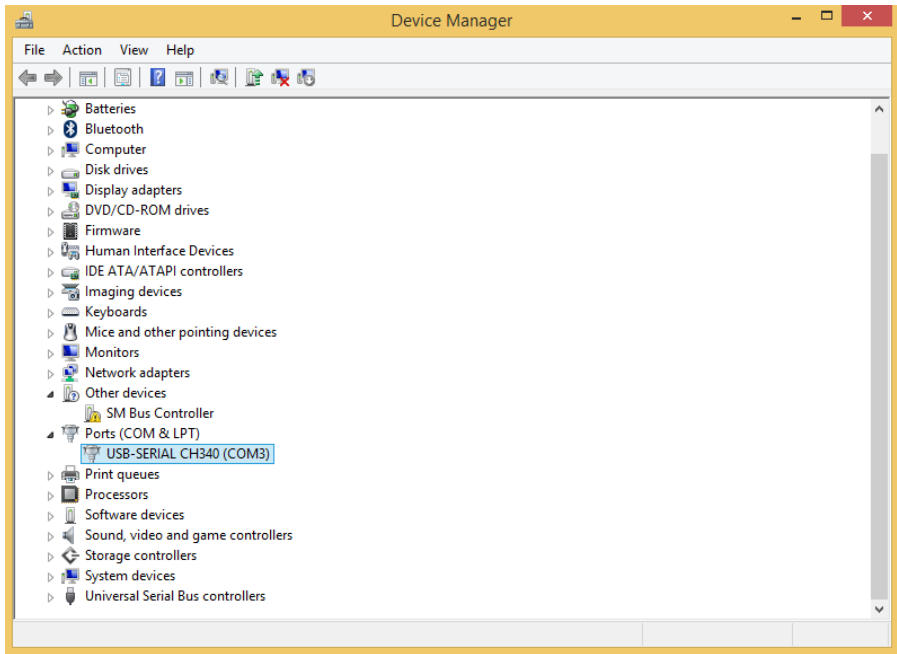 Device Manager
File Action View Help
Batteries
Bluetooth
Computer
Disk drives
Display adapters
DVD/CD-ROM drives
Firmware
Human Interface Devices
IDE ATA/ATAPI controllers
Imaging devices
Keyboards
Mice and other pointing devices
Monitors
Network adapters
Other devices
SM Bus Controller
Ports (COM & LPT)
USB-SERIAL CH340 (COM3)
Print queues
Processors
Software devices
Sound, video and game controllers
Storage controllers
System devices
Universal Serial Bus controllers